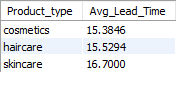 Product_type Avg_Lead_Time
cosmetics 15.3846
haircare 15.5294
skincare 16.7000